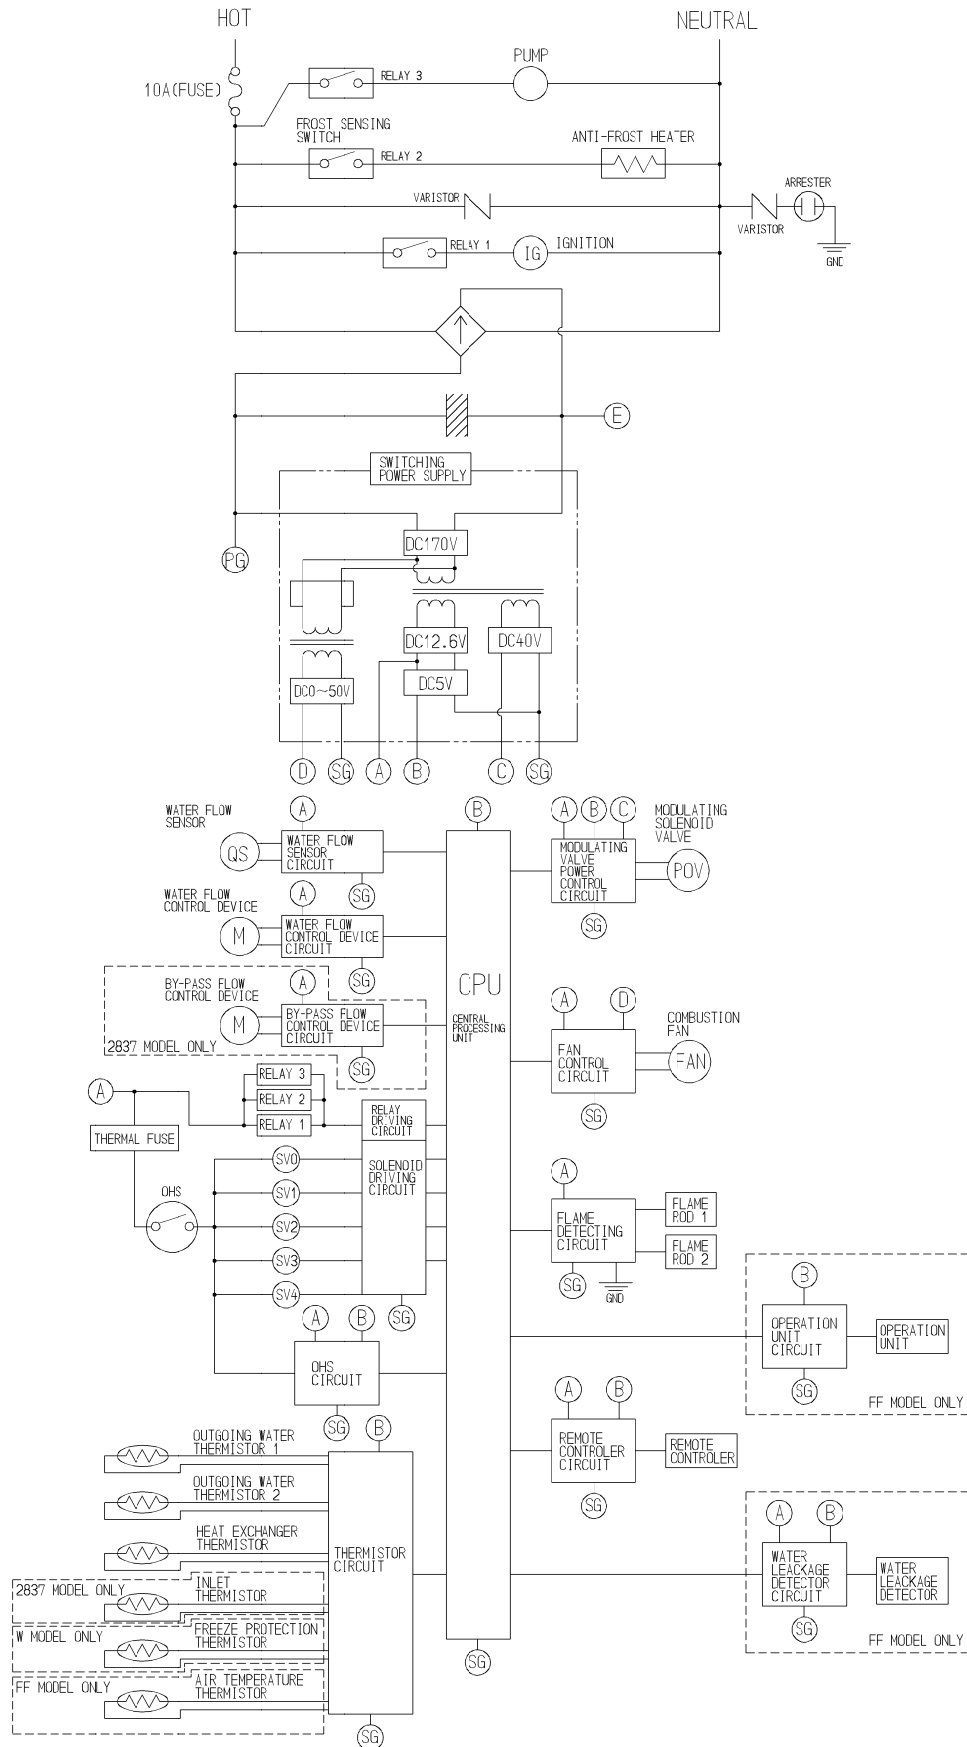 HOT
NEUTRAL
10A(FUSE)
RELAY 3
PUMP
FROST SENSING
SWITCH
RELAY 2
ANTI-FROST HEATER
VARISTOR
ARRESTER
VARISTOR
GND
RELAY 1
IG
IGNITION
E
SWITCHING
POWER SUPPLY
PG
DC170V
DC12.6V
DC40V
DC0~50V
DC5V
D
SG
A
B
C
SG
WATER FLOW
SENSOR
QS
A
WATER FLOW
SENSOR
CIRCUIT
SG
B
A
B
C
MODULATING
VALVE
POWER
CONTROL
CIRCUIT
SG
MODULATING
SOLENOID
VALVE
POV
WATER FLOW
CONTROL DEVICE
M
A
WATER FLOW
CONTROL DEVICE
CIRCUIT
SG
CPU
CENTRAL
PROCESSING
UNIT
BY-PASS FLOW
CONTROL DEVICE
M
A
BY-PASS FLOW
CONTROL DEVICE
CIRCUIT
SG
2837 MODEL ONLY
A
D
FAN
CONTROL
CIRCUIT
SG
COMBUSTION
FAN
FAN
A
THERMAL FUSE
RELAY 3
RELAY 2
RELAY 1
RELAY
DRIVING
CIRCUIT
SOLENOID
DRIVING
CIRCUIT
OHS
SV0
SV1
SV2
SV3
SV4
SG
A
FLAME
DETECTING
CIRCUIT
SG
GND
FLAME
ROD 1
FLAME
ROD 2
A
B
OHS
CIRCUIT
SG
B
OPERATION
UNIT
CIRCUIT
SG
OPERATION
UNIT
FF MODEL ONLY
A
B
REMOTE
CONTROLER
CIRCUIT
SG
REMOTE
CONTROLER
B
OUTGOING WATER
THERMISTOR 1
OUTGOING WATER
THERMISTOR 2
HEAT EXCHANGER
THERMISTOR
THERMISTOR
CIRCUIT
2837 MODEL ONLY
INLET
THERMISTOR
W MODEL ONLY
FREEZE PROTECTION
THERMISTOR
FF MODEL ONLY
AIR TEMPERATURE
THERMISTOR
SG
SG
A
B
WATER
LEACKAGE
DETECTOR
CIRCUIT
SG
WATER
LEACKAGE
DETECTOR
FF MODEL ONLY